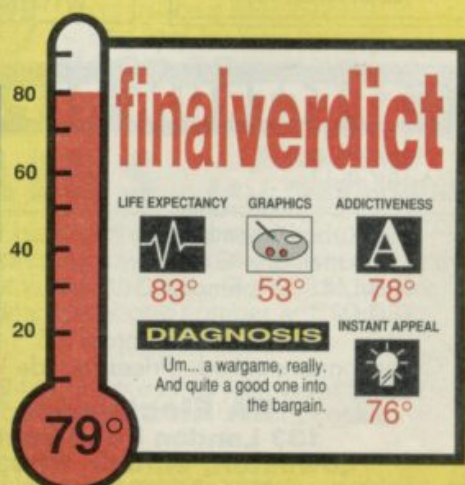 80
60
40
20
79°
finalverdict
LIFE EXPECTANCY GRAPHICS ADDICTIVENESS
A
83° 53° 78°
DIAGNOSIS
Um... a wargame, really.
And quite a good one into
the bargain.
INSTANT APPEAL
76°